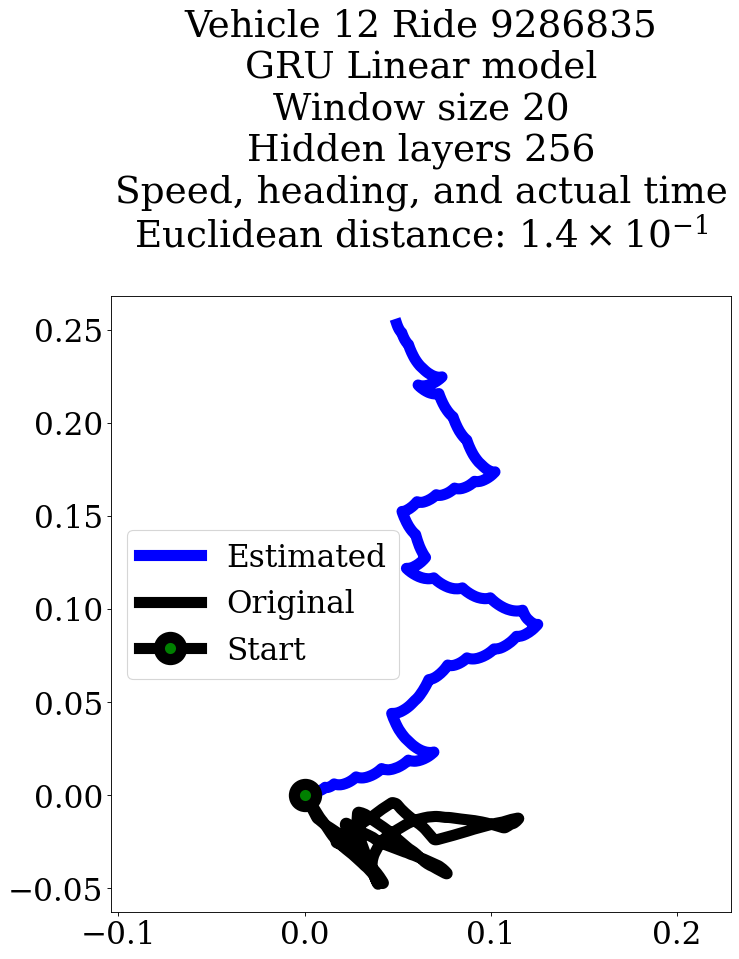 Vehicle 12 Ride 9286835
GRU Linear model
Window size 20
Hidden layers 256
Speed, heading, and actual time
Euclidean distance: 1.4 × 10⁻¹
0.25
0.20
0.15
0.10
0.05
0.00
−0.05
Estimated
Original
Start
−0.1
0.0
0.1
0.2